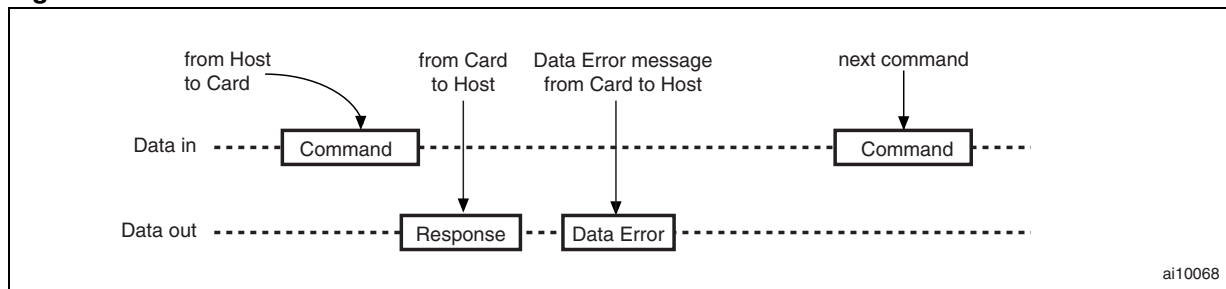 from Host
to Card
from Card
to Host
Data Error message
from Card to Host
next command
Data in
Command
Command
Data out
Response
Data Error
ai10068